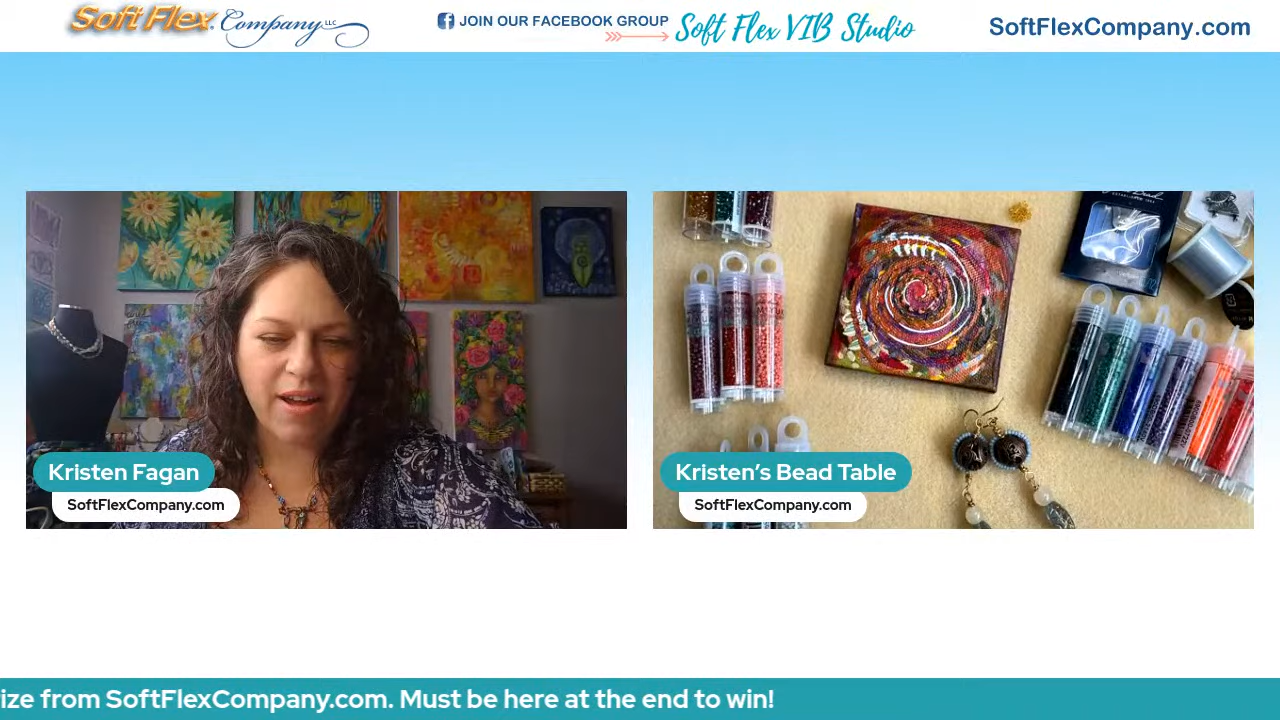 Soft Flex® Company LLC
JOIN OUR FACEBOOK GROUP
Soft Flex VIB Studio
SoftFlexCompany.com
Kristen Fagan
SoftFlexCompany.com
Kristen's Bead Table
SoftFlexCompany.com
ize from SoftFlexCompany.com. Must be here at the end to win!